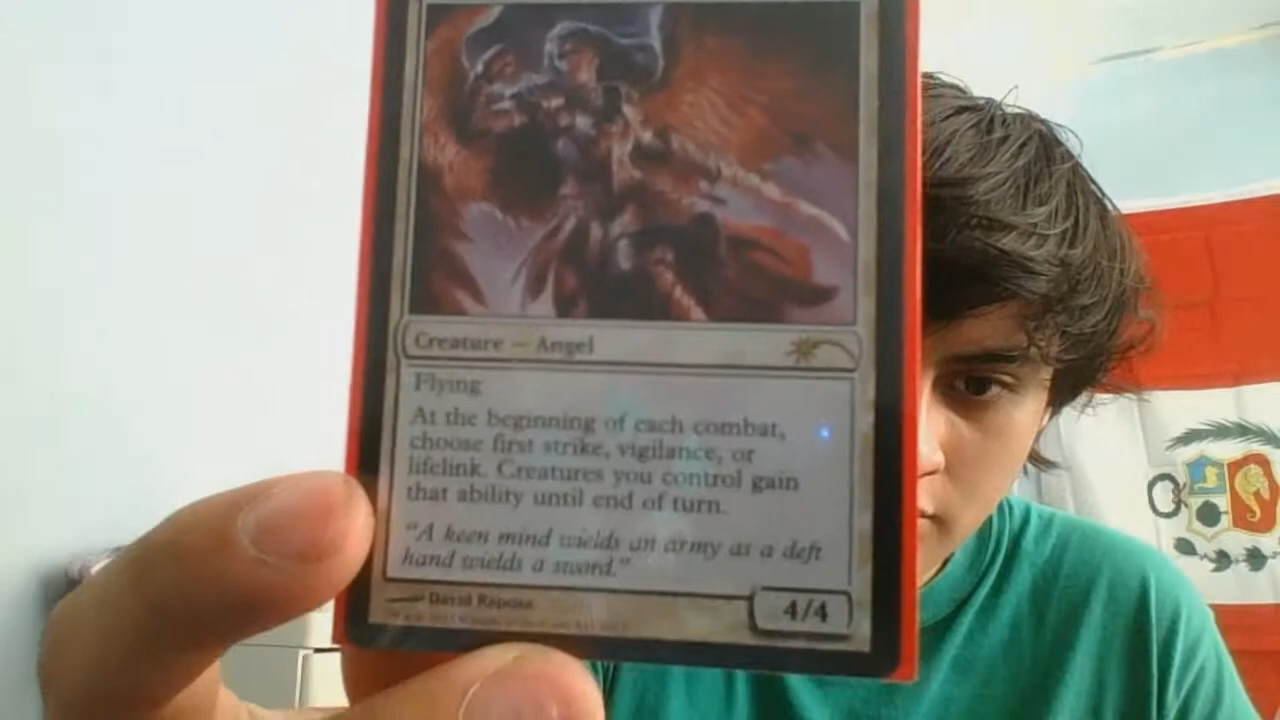 Creature — Angel
Flying
At the beginning of each combat,
choose first strike, vigilance, or
lifelink. Creatures you control gain
that ability until end of turn.
"A keen mind wields an army as a deft
hand wields a sword."
David Rapoza
4/4